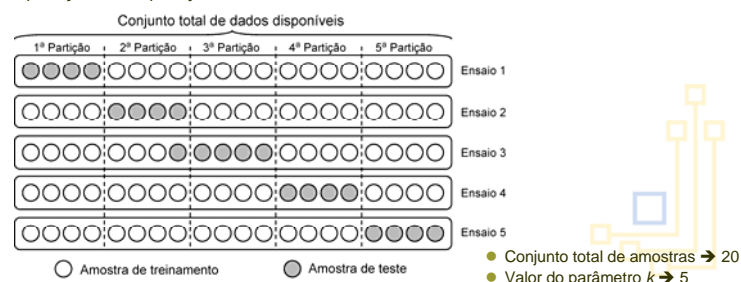 Conjunto total de dados disponíveis
1ª Partição 2ª Partição 3ª Partição 4ª Partição 5ª Partição
Ensaio 1
Ensaio 2
Ensaio 3
Ensaio 4
Ensaio 5
Amostra de treinamento Amostra de teste
Conjunto total de amostras ➔ 20
Valor do parâmetro k ➔ 5